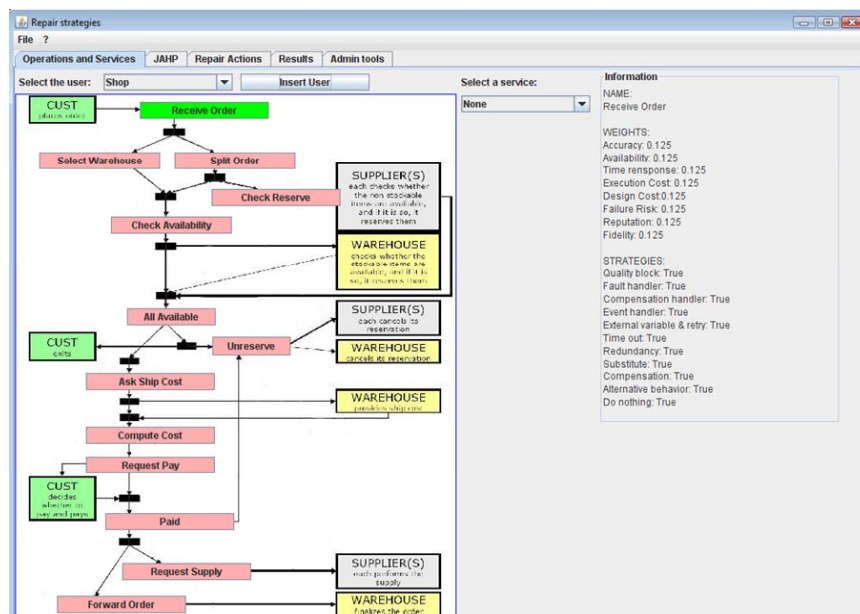 Repair strategies
File ?
Operations and Services JAHP Repair Actions Results Admin tools
Select the user: Shop Insert User
Select a service:
None
CUST
places order
Receive Order
Select Warehouse
Split Order
Check Reserve
SUPPLIER(S)
each checks whether
the non stockable
items are available,
and if it is so, it
reserves them
Check Availability
WAREHOUSE
checks whether the
stockable items are
available, and if it is
so, it reserves them
All Available
SUPPLIER(S)
each cancels its
reservation
CUST
exits
Unreserve
WAREHOUSE
cancels its reservation
Ask Ship Cost
WAREHOUSE
provides ship cost
Compute Cost
Request Pay
CUST
decides
whether to
pay and pays
Paid
Request Supply
SUPPLIER(S)
each performs the
supply
Forward Order
WAREHOUSE
finalizes the order
Information
NAME:
Receive Order
WEIGHTS:
Accuracy: 0.125
Availability: 0.125
Time rensponse: 0.125
Execution Cost: 0.125
Design Cost:0.125
Failure Risk: 0.125
Reputation: 0.125
Fidelity: 0.125
STRATEGIES:
Quality block: True
Fault handler: True
Compensation handler: True
Event handler: True
External variable & retry: True
Time out: True
Redundancy: True
Substitute: True
Compensation: True
Alternative behavior: True
Do nothing: True